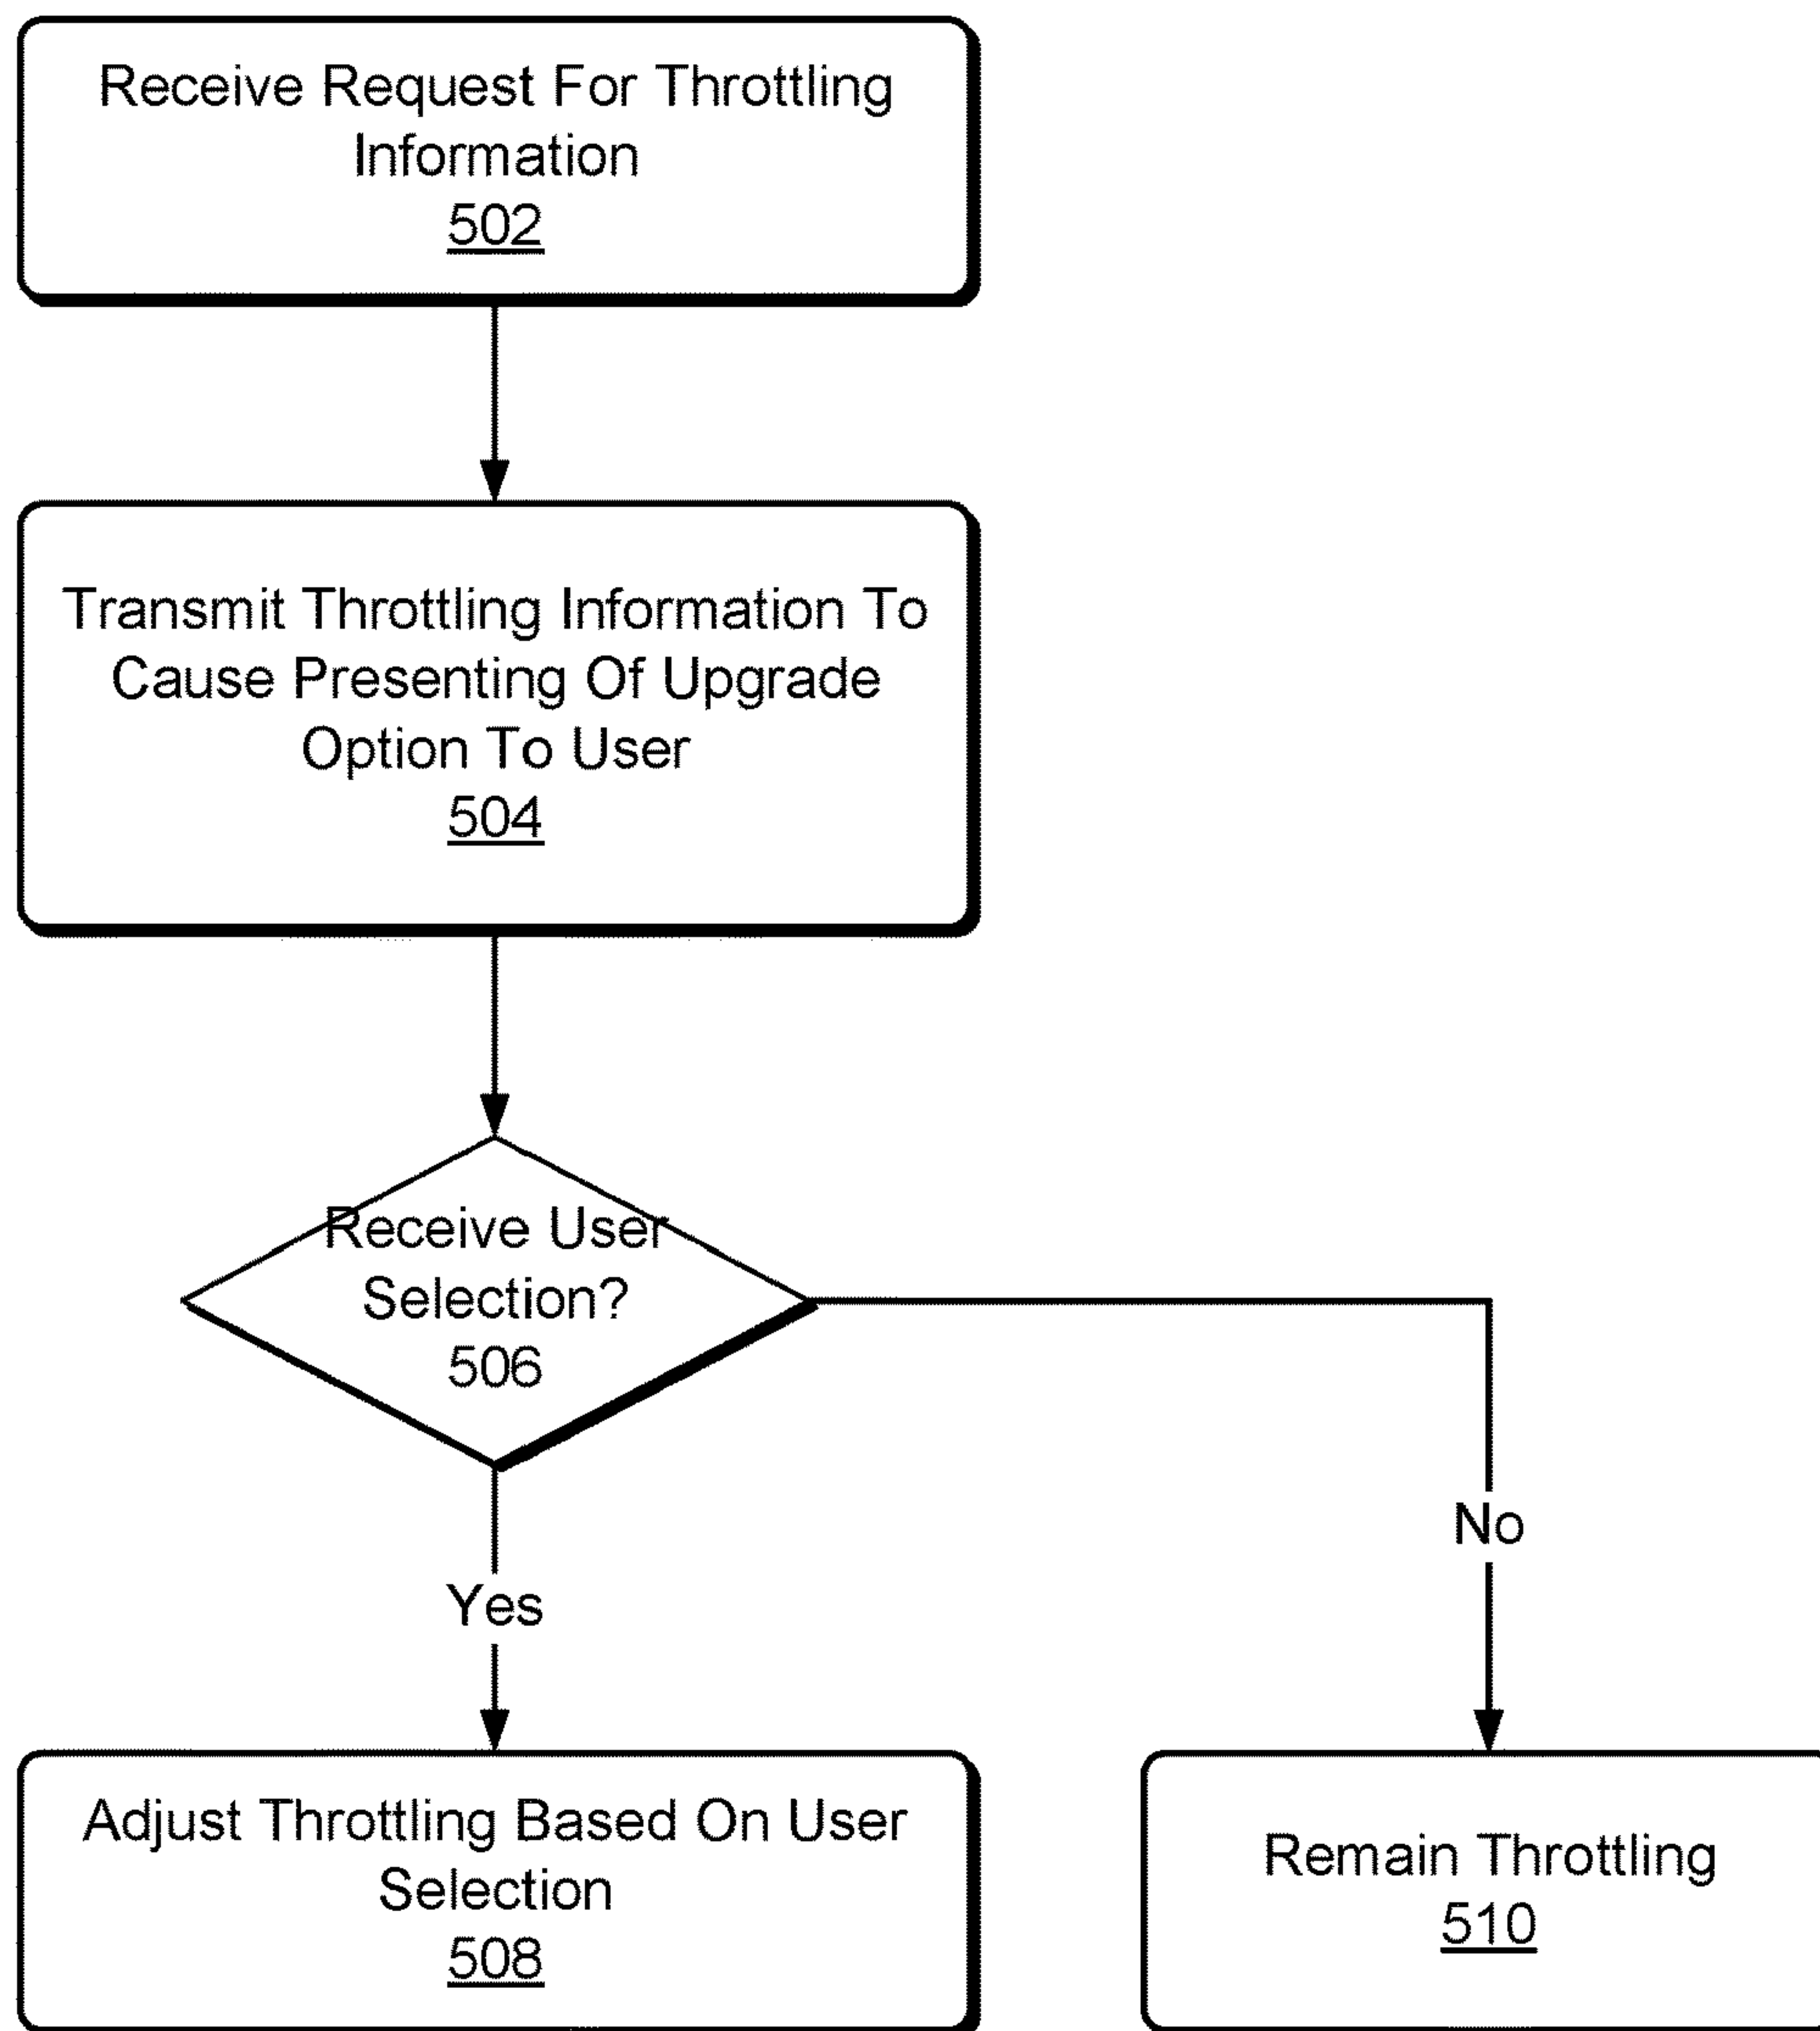 Receive Request For Throttling
Information
502
Transmit Throttling Information To
Cause Presenting Of Upgrade
Option To User
504
Receive User
Selection?
506
No
Yes
Adjust Throttling Based On User
Selection
508
Remain Throttling
510